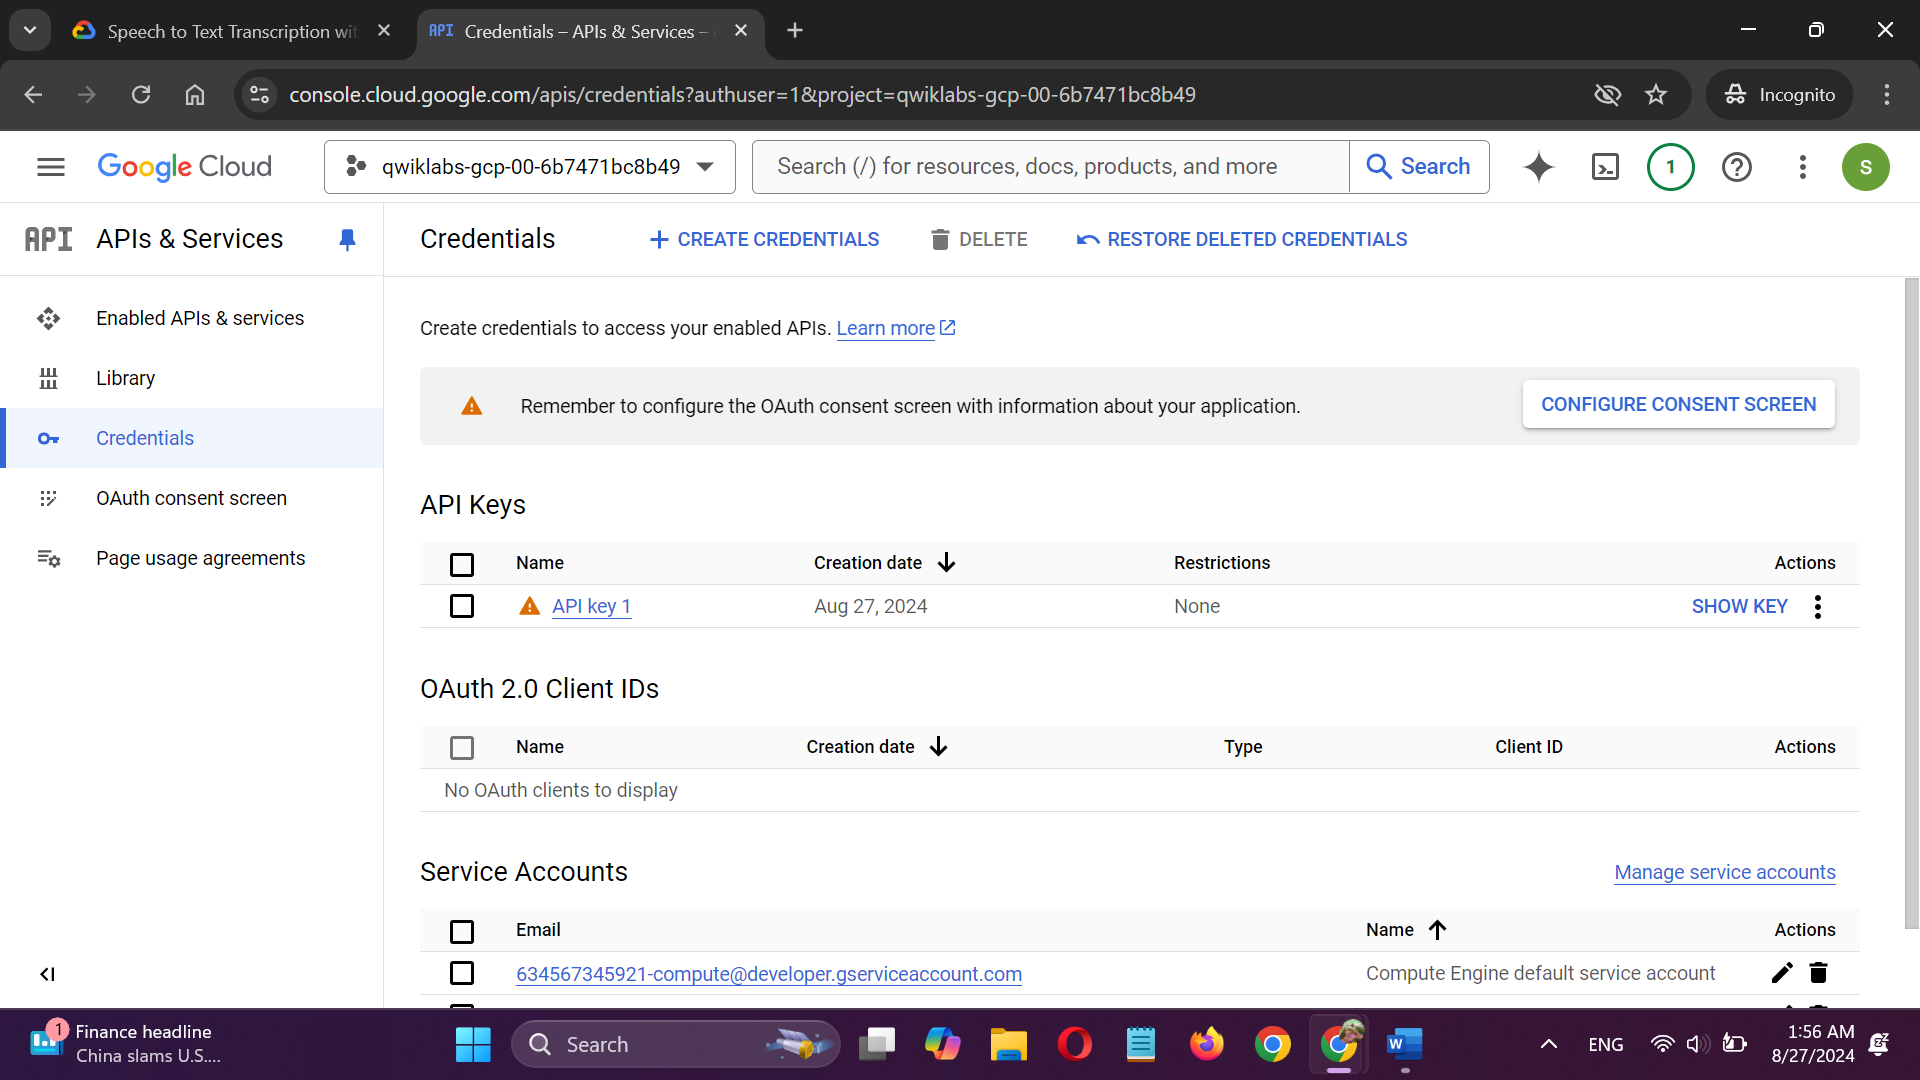 Speech to Text Transcription wit
API Credentials – APIs & Services –
console.cloud.google.com/apis/credentials?authuser=1&project=qwiklabs-gcp-00-6b7471bc8b49
Incognito
Google Cloud
qwiklabs-gcp-00-6b7471bc8b49
Search (/) for resources, docs, products, and more
Search
1
S
API APIs & Services
Credentials
CREATE CREDENTIALS
DELETE
RESTORE DELETED CREDENTIALS
Enabled APIs & services
Library
Credentials
OAuth consent screen
Page usage agreements
Create credentials to access your enabled APIs. Learn more
Remember to configure the OAuth consent screen with information about your application.
CONFIGURE CONSENT SCREEN
API Keys
Name Creation date Restrictions Actions
API key 1 Aug 27, 2024 None SHOW KEY
OAuth 2.0 Client IDs
Name Creation date Type Client ID Actions
No OAuth clients to display
Service Accounts
Manage service accounts
Email Name Actions
634567345921-compute@developer.gserviceaccount.com Compute Engine default service account
1
Finance headline
China slams U.S....
Search
W
ENG
1:56 AM
8/27/2024